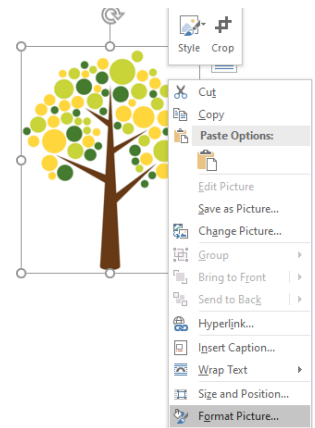 Style Crop
Cut
Copy
Paste Options:
Edit Picture
Save as Picture...
Change Picture...
Group
Bring to Front
Send to Back
Hyperlink...
Insert Caption...
Wrap Text
Size and Position...
Format Picture...